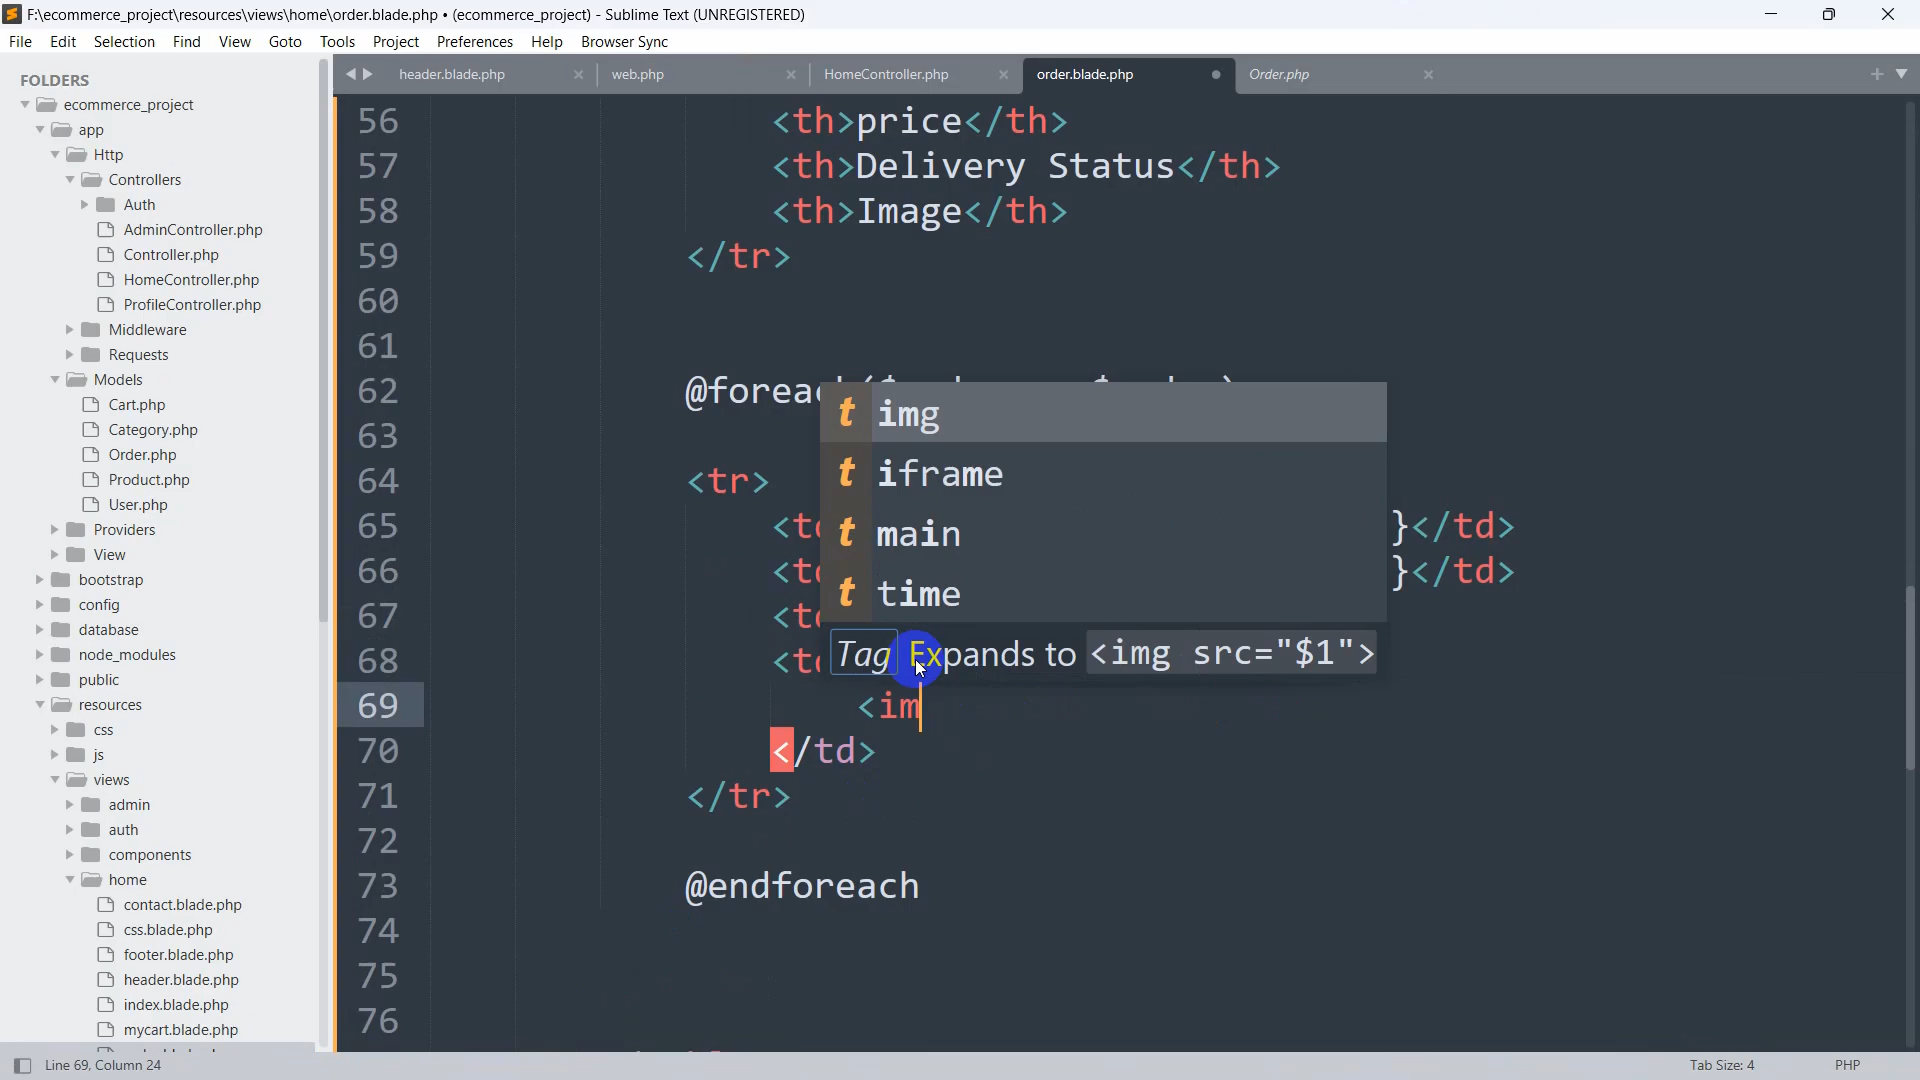 F:\ecommerce_project\resources\views\home\order.blade.php • (ecommerce_project) - Sublime Text (UNREGISTERED)
File Edit Selection Find View Goto Tools Project Preferences Help Browser Sync
FOLDERS
ecommerce_project
app
Http
Controllers
Auth
AdminController.php
Controller.php
HomeController.php
ProfileController.php
Middleware
Requests
Models
Cart.php
Category.php
Order.php
Product.php
User.php
Providers
View
bootstrap
config
database
node_modules
public
resources
css
js
views
admin
auth
components
home
contact.blade.php
css.blade.php
footer.blade.php
header.blade.php
index.blade.php
mycart.blade.php
header.blade.php web.php HomeController.php order.blade.php Order.php
56 <th>price</th>
57 <th>Delivery Status</th>
58 <th>Image</th>
59 </tr>
60
61
62 @foreac
63
64 <tr>
65 <td }</td>
66 <td }</td>
67 <td
68 <td
69 <im
70 </td>
71 </tr>
72
73 @endforeach
74
75
76
t img
t iframe
t main
t time
Tag Expands to <img src="$1">
Line 69, Column 24 Tab Size: 4 PHP